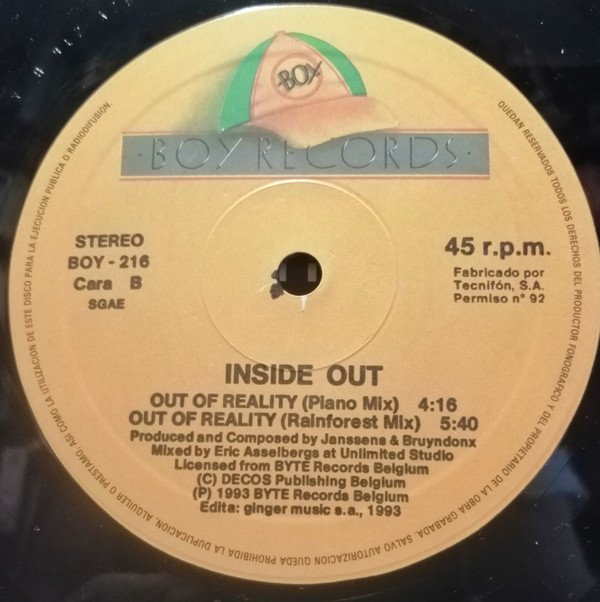 BOY
·BOY RECORDS·
STEREO
BOY - 216
Cara B
SGAE
45 r.p.m.
Fabricado por
Tecnifón, S.A.
Permiso n° 92
INSIDE OUT
OUT OF REALITY (Piano Mix) 4:16
OUT OF REALITY (Rainforest Mix) 5:40
Produced and Composed by Janssens & Bruyndonx
Mixed by Eric Asselbergs at Unlimited Studio
Licensed from BYTE Records Belgium
(C) DECOS Publishing Belgium
(P) 1993 BYTE Records Belgium
Edita: ginger music s.a., 1993
QUEDAN RESERVADOS TODOS LOS DERECHOS DEL PRODUCTOR FONOGRAFICO Y DEL PROPIETARIO DE LA OBRA GRABADA. SALVO AUTORIZACION QUEDA PROHIBIDA LA DUPLICACION, ALQUILER O PRESTAMO, ASI COMO LA UTILIZACION DE ESTE DISCO PARA LA EJECUCION PUBLICA O RADIODIFUSION.